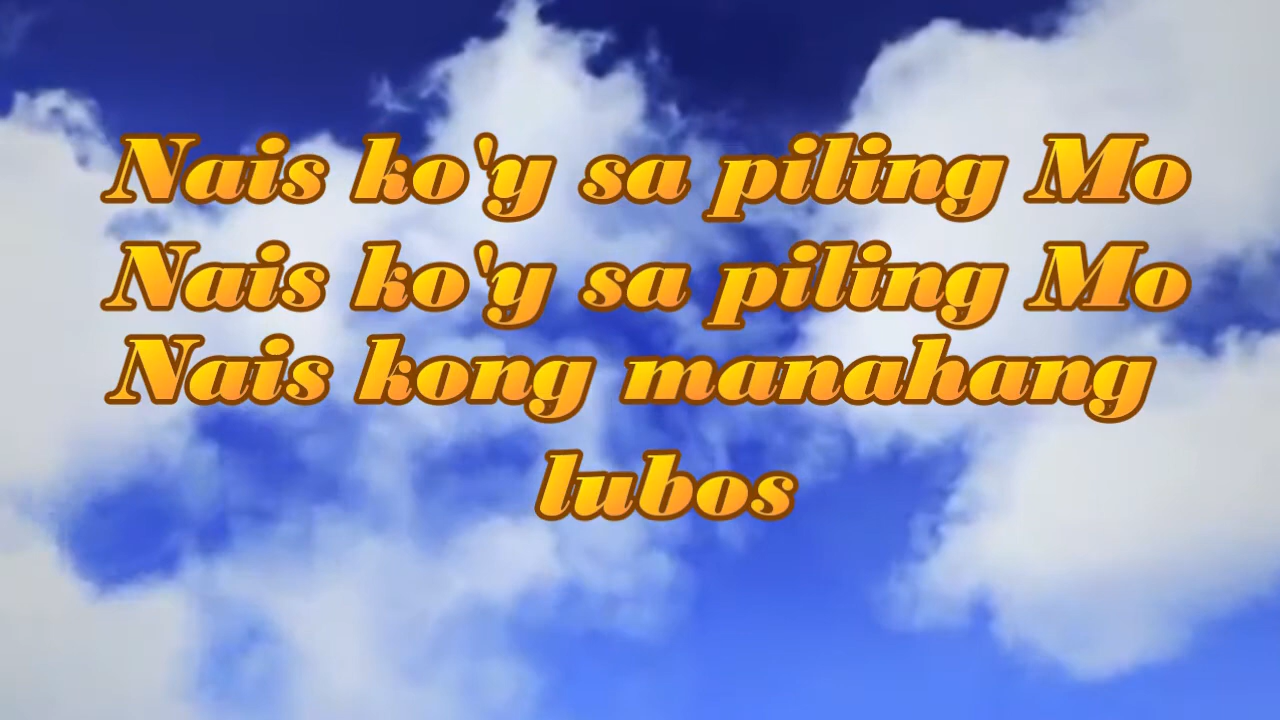 Nais ko'y sa piling Mo
Nais ko'y sa piling Mo
Nais kong manahang
lubos